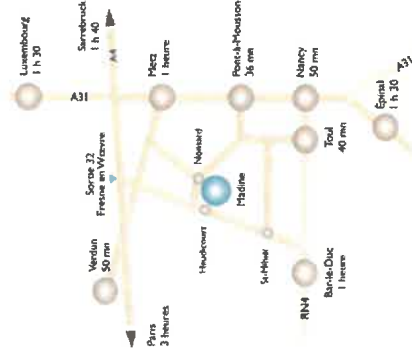 Luxembourg
1 h 30
Sarrebruck
1 h 40
A4
A31
Metz
1 heure
Pont-à-Mousson
36 mn
Nancy
50 mn
A31
Épinal
1 h 30
Toul
40 mn
Nonsard
Madine
Heudicourt
St-Mihiel
Sortie 32
Fresne en Wœvre
Verdun
50 mn
Paris
3 heures
Bar-le-Duc
1 heure
RN4